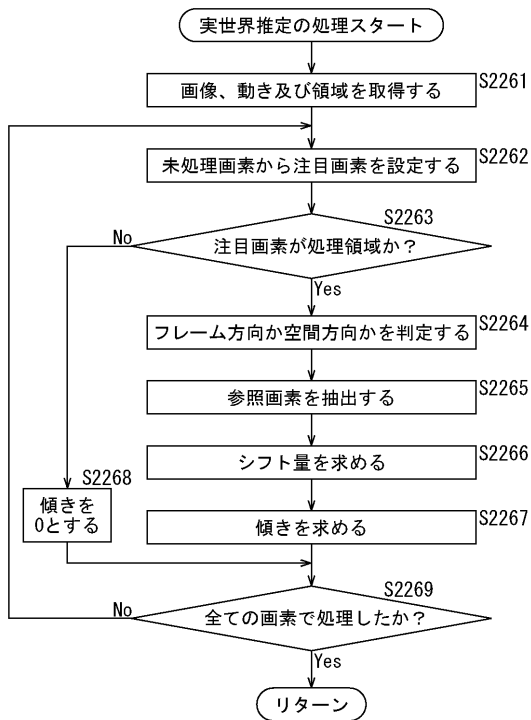 実世界推定の処理スタート
S2261
画像、動き及び領域を取得する
S2262
未処理画素から注目画素を設定する
S2263
No
注目画素が処理領域か？
Yes
S2264
フレーム方向か空間方向かを判定する
S2265
参照画素を抽出する
S2266
シフト量を求める
S2268
傾きを
0とする
S2267
傾きを求める
S2269
No
全ての画素で処理したか？
Yes
リターン